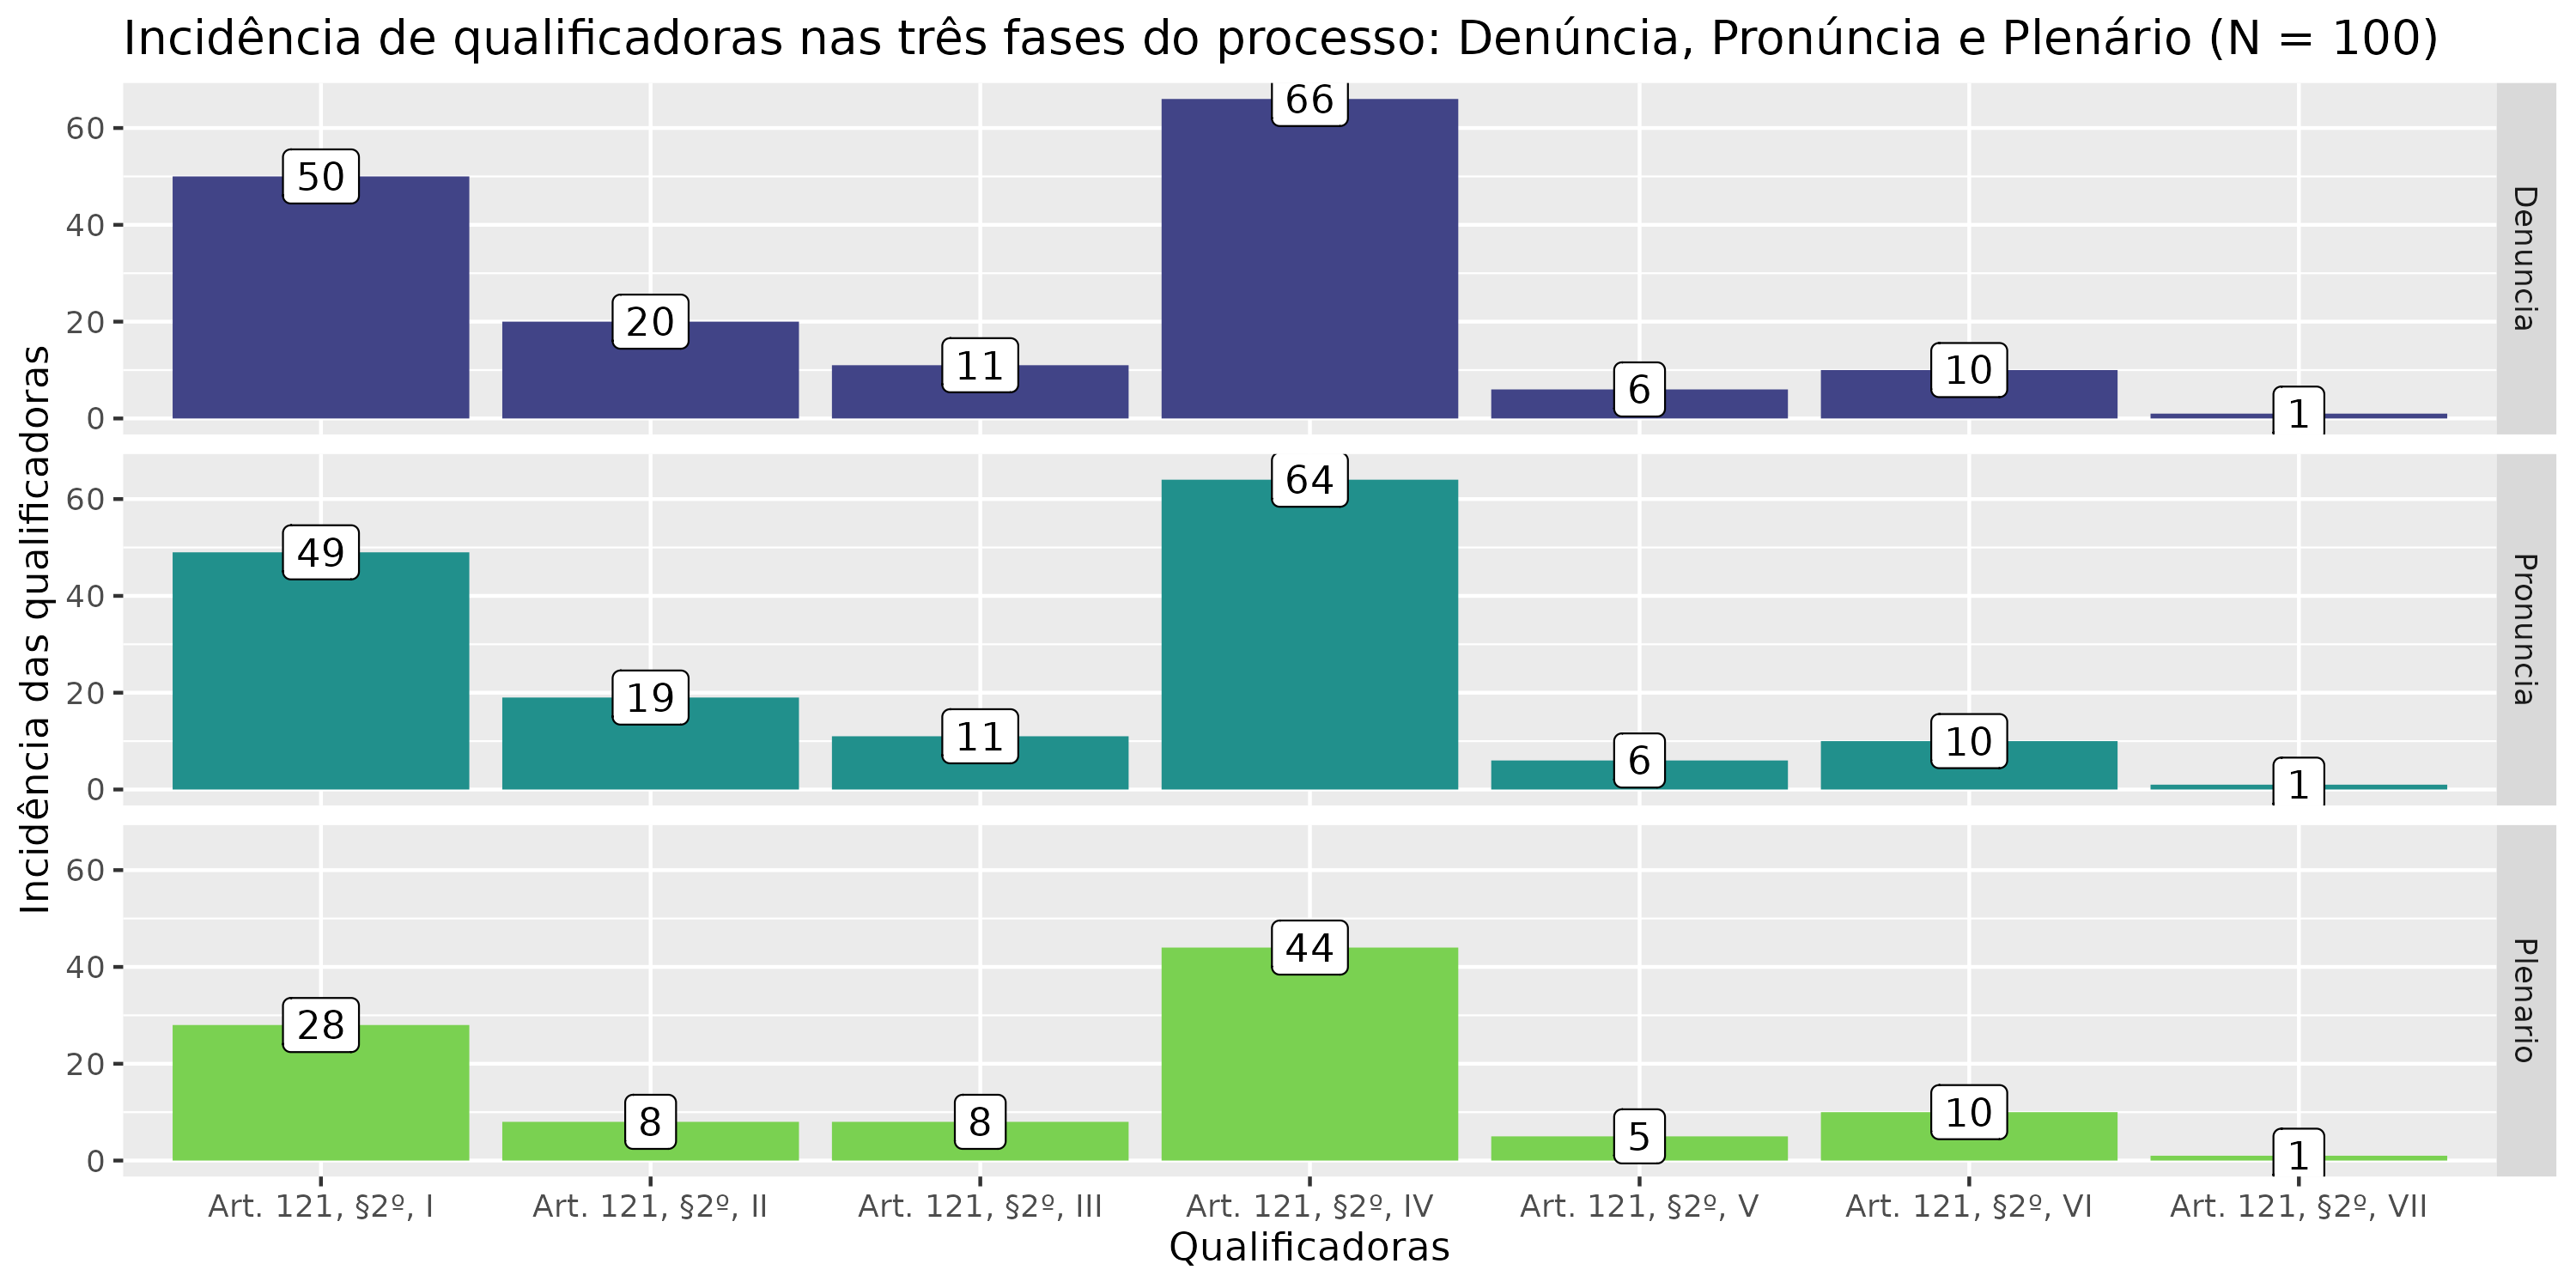 Incidência de qualificadoras nas três fases do processo: Denúncia, Pronúncia e Plenário (N = 100)
Incidência das qualificadoras
60
40
20
0
50
20
11
66
6
10
1
Denuncia
60
40
20
0
49
19
11
64
6
10
1
Pronuncia
60
40
20
0
28
8
8
44
5
10
1
Plenario
Art. 121, §2º, I
Art. 121, §2º, II
Art. 121, §2º, III
Art. 121, §2º, IV
Art. 121, §2º, V
Art. 121, §2º, VI
Art. 121, §2º, VII
Qualificadoras